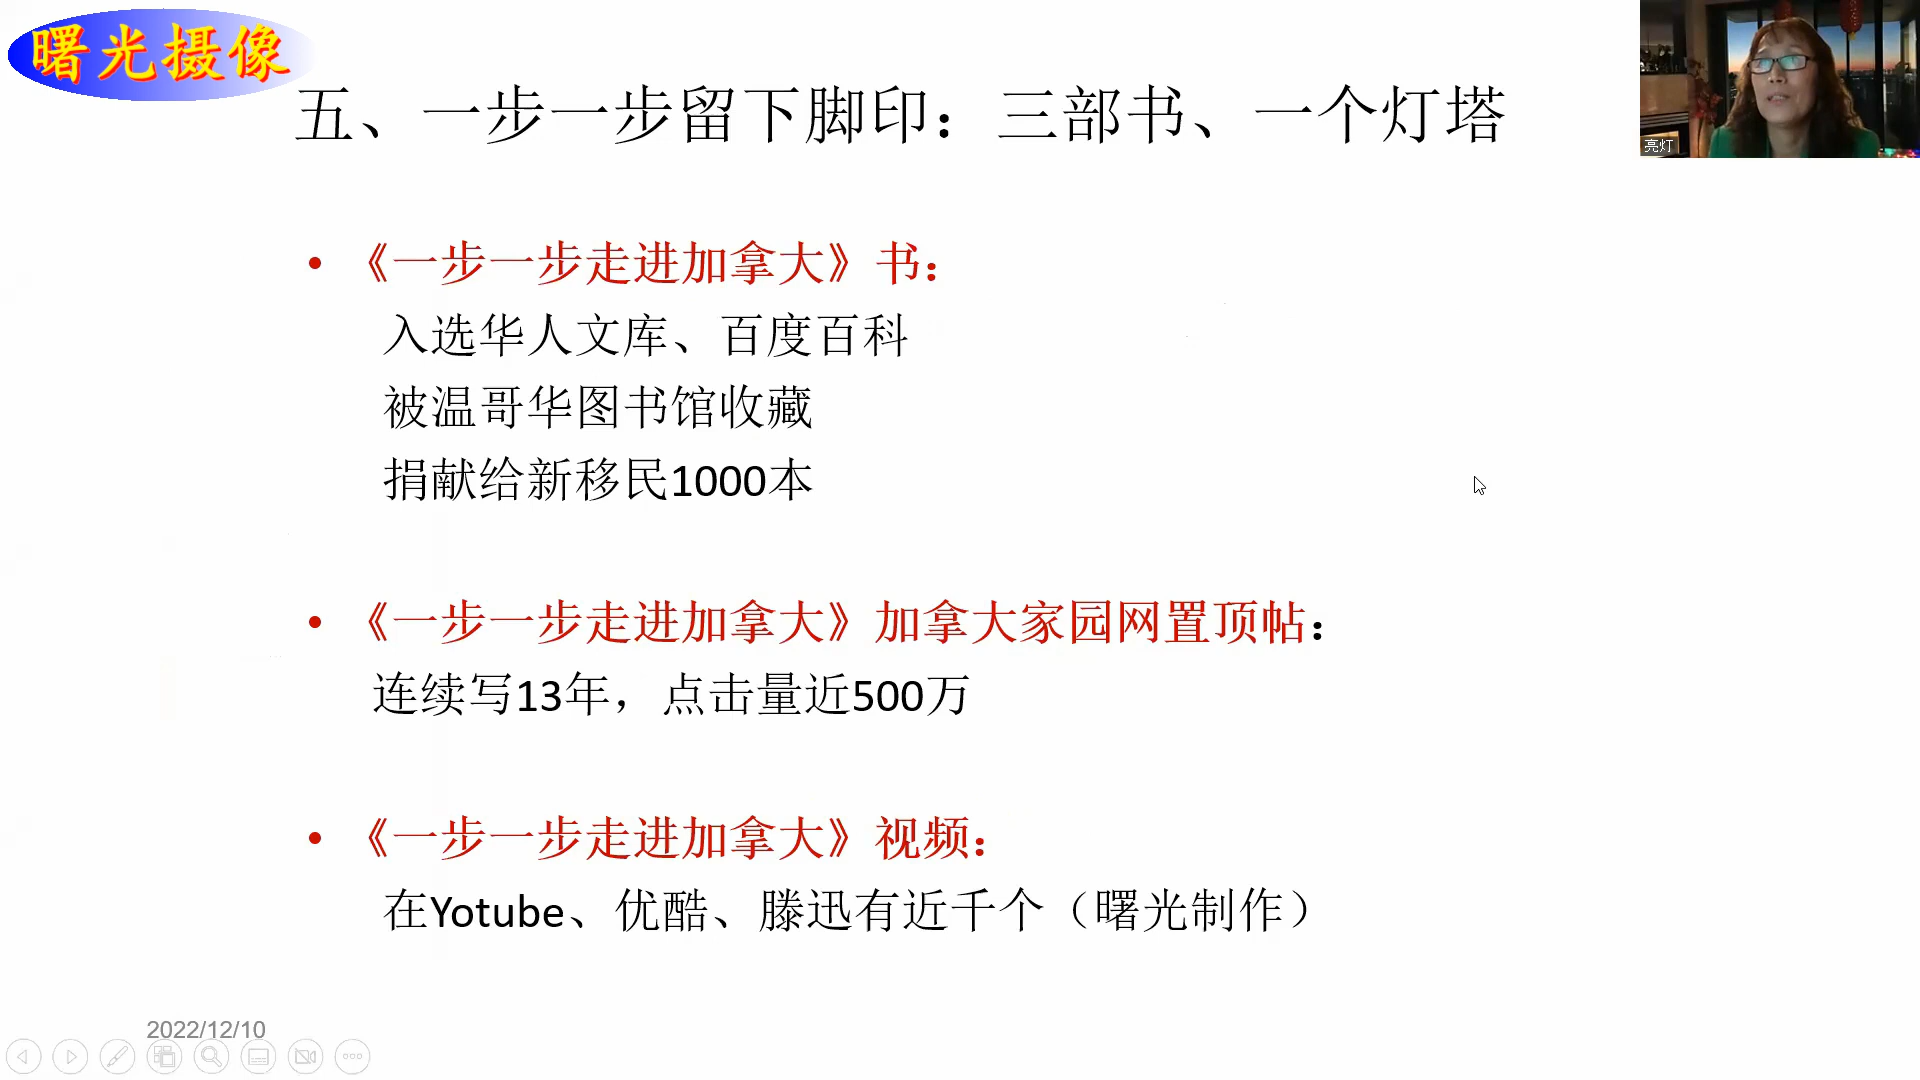 曙光摄像
五、一步一步留下脚印：三部书、一个灯塔
亮灯
• 《一步一步走进加拿大》书：
入选华人文库、百度百科
被温哥华图书馆收藏
捐献给新移民1000本
• 《一步一步走进加拿大》加拿大家园网置顶帖：
连续写13年，点击量近500万
• 《一步一步走进加拿大》视频：
在Yotube、优酷、滕迅有近千个（曙光制作）
2022/12/10